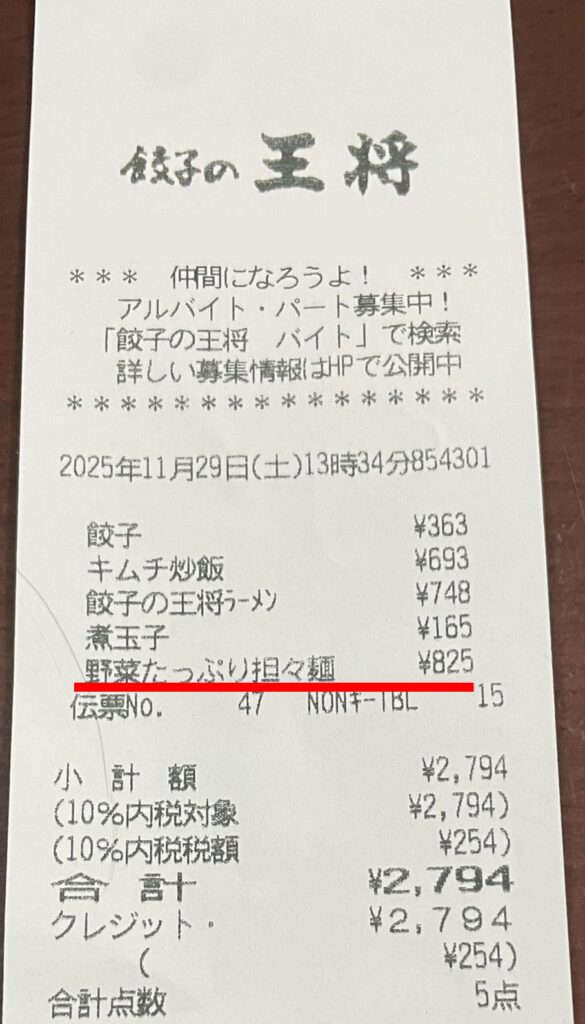 餃子の 王将
＊＊＊ 仲間になろうよ！ ＊＊＊
アルバイト・パート募集中！
「餃子の王将 バイト」で検索
詳しい募集情報はHPで公開中
＊＊＊＊＊＊＊＊＊＊＊＊＊＊＊＊
2025年11月29日(土)13時34分854301
餃子 ¥363
キムチ炒飯 ¥693
餃子の王将ﾗｰﾒﾝ ¥748
煮玉子 ¥165
野菜たっぷり担々麺 ¥825
伝票No. 47 NONｷｰTBL 15
小 計 額 ¥2,794
(10%内税対象 ¥2,794)
(10%内税税額 ¥254)
合 計 ¥2,794
クレジット・ ¥2,794
( ¥254)
合計点数 5点